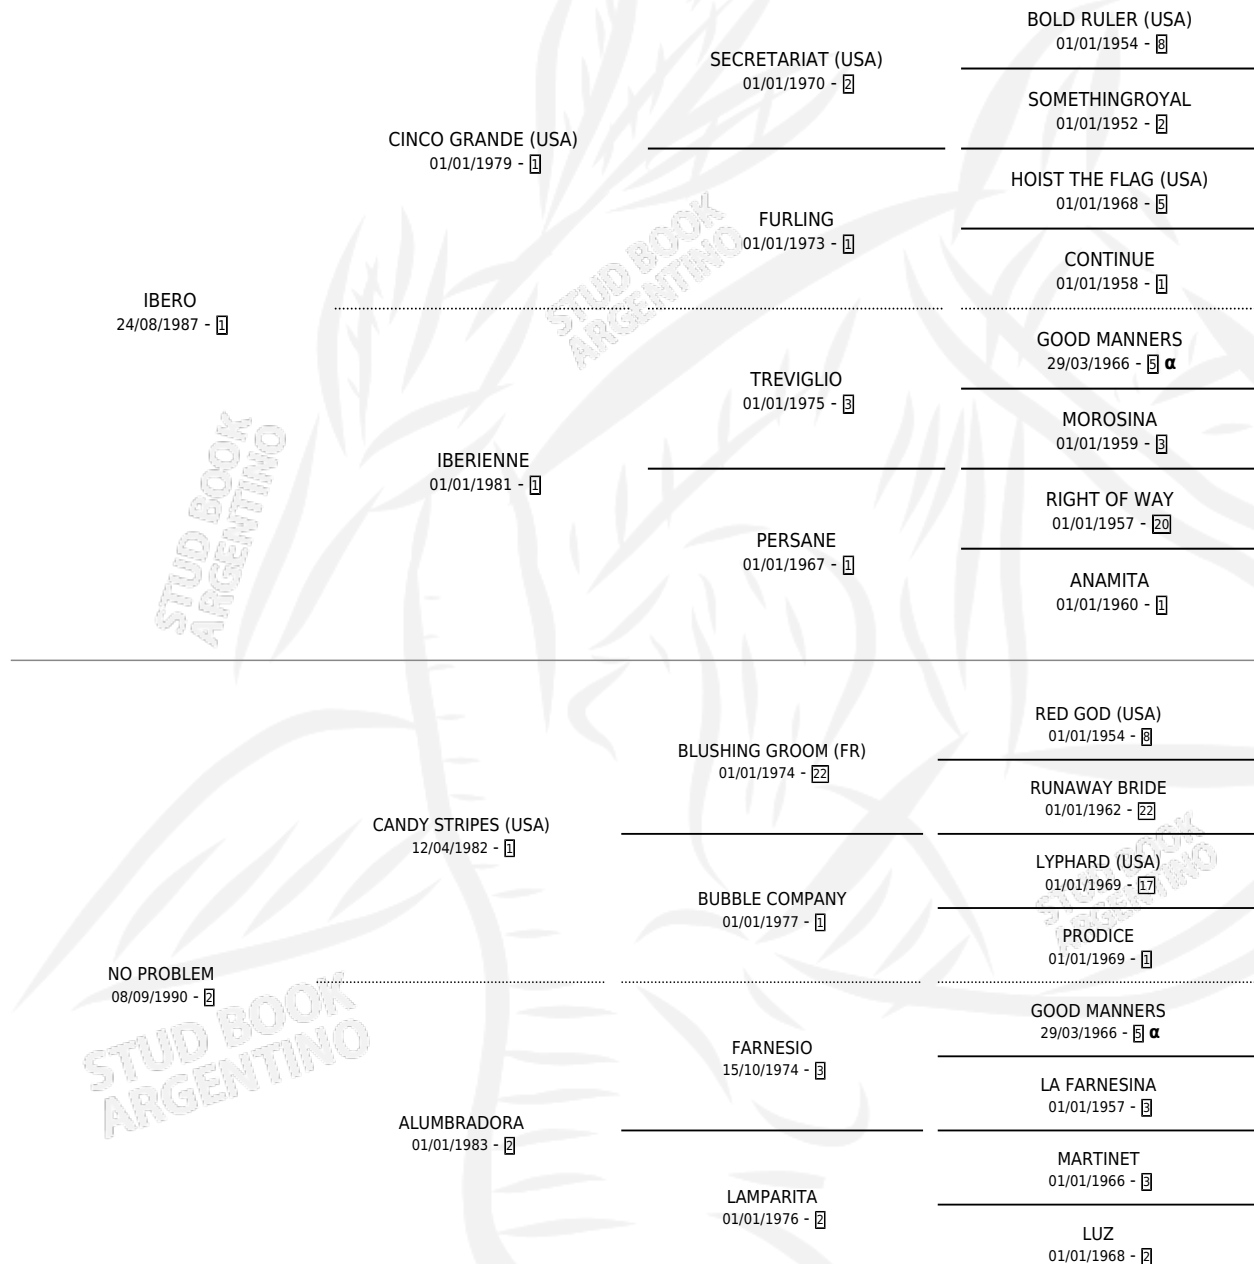 BOLD RULER (USA)
01/01/1954 - 8
SECRETARIAT (USA)
01/01/1970 - 2
SOMETHINGROYAL
01/01/1952 - 2
CINCO GRANDE (USA)
01/01/1979 - 1
HOIST THE FLAG (USA)
01/01/1968 - 5
FURLING
01/01/1973 - 1
CONTINUE
01/01/1958 - 1
IBERO
24/08/1987 - 1
GOOD MANNERS
29/03/1966 - 5 α
TREVIGLIO
01/01/1975 - 3
MOROSINA
01/01/1959 - 3
IBERIENNE
01/01/1981 - 1
RIGHT OF WAY
01/01/1957 - 20
PERSANE
01/01/1967 - 1
ANAMITA
01/01/1960 - 1
RED GOD (USA)
01/01/1954 - 8
BLUSHING GROOM (FR)
01/01/1974 - 22
RUNAWAY BRIDE
01/01/1962 - 22
CANDY STRIPES (USA)
12/04/1982 - 1
LYPHARD (USA)
01/01/1969 - 17
BUBBLE COMPANY
01/01/1977 - 1
PRODICE
01/01/1969 - 1
NO PROBLEM
08/09/1990 - 2
GOOD MANNERS
29/03/1966 - 5 α
FARNESIO
15/10/1974 - 3
LA FARNESINA
01/01/1957 - 3
ALUMBRADORA
01/01/1983 - 2
MARTINET
01/01/1966 - 3
LAMPARITA
01/01/1976 - 2
LUZ
01/01/1968 - 2
STUD BOOK
ARGENTINO
STUD BOOK
ARGENTINO
STUD BOOK
ARGENTINO
STUD BOOK
ARGENTINO